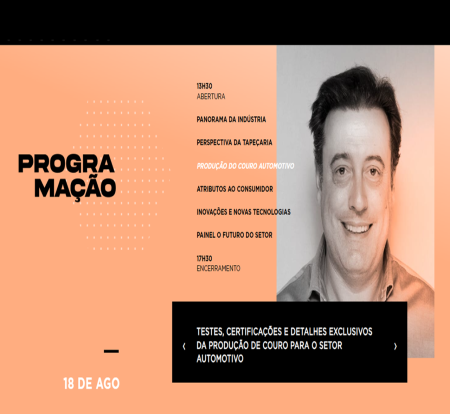 PROGRA
MAÇÃO
13H30
ABERTURA
PANORAMA DA INDÚSTRIA
PERSPECTIVA DA TAPEÇARIA
PRODUÇÃO DO COURO AUTOMOTIVO
ATRIBUTOS AO CONSUMIDOR
INOVAÇÕES E NOVAS TECNOLOGIAS
PAINEL O FUTURO DO SETOR
17H30
ENCERRAMENTO
TESTES, CERTIFICAÇÕES E DETALHES EXCLUSIVOS
DA PRODUÇÃO DE COURO PARA O SETOR
AUTOMOTIVO
18 DE AGO